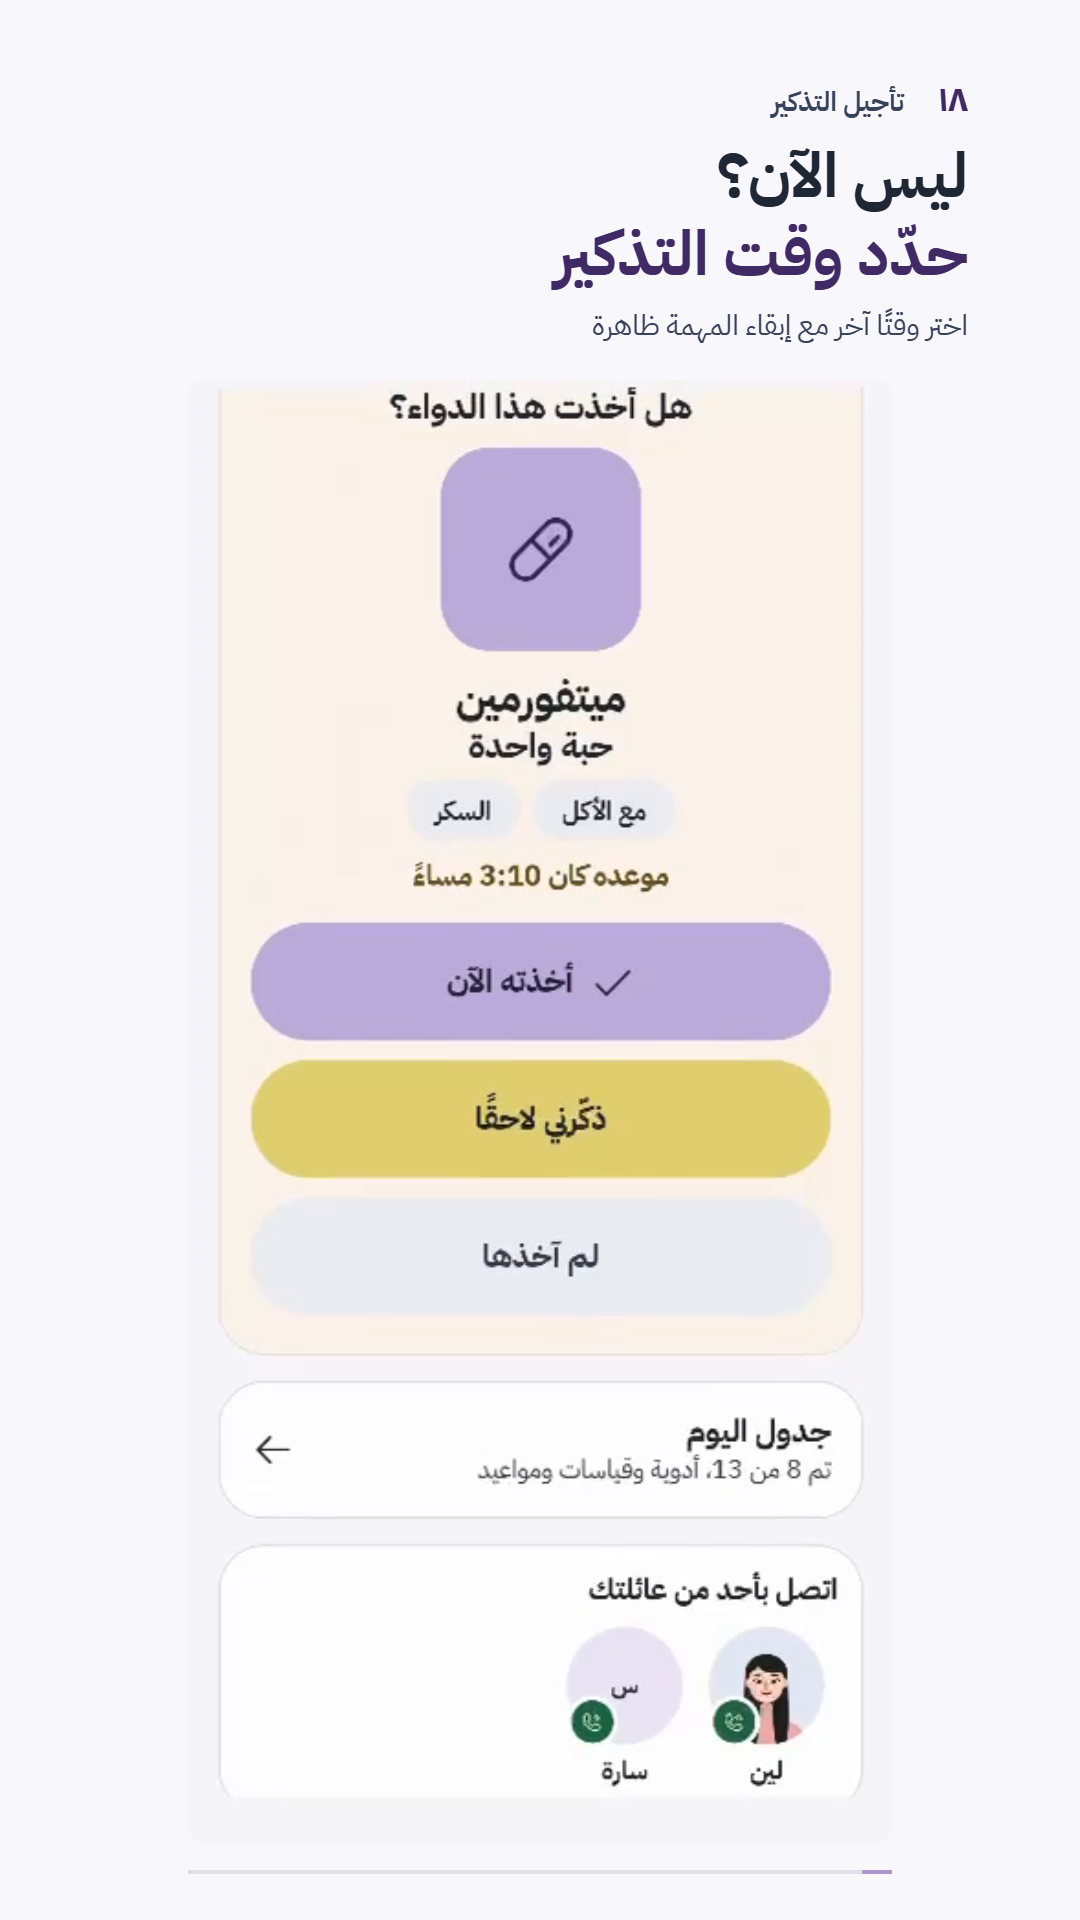 ١٨ تأجيل التذكير
ليس الآن؟
حدّد وقت التذكير
اختر وقتًا آخر مع إبقاء المهمة ظاهرة
هل أخذت هذا الدواء؟
ميتفورمين
حبة واحدة
مع الأكل السكر
موعده كان 3:10 مساءً
أخذته الآن
ذكّرني لاحقًا
لم آخذها
جدول اليوم
تم 8 من 13، أدوية وقياسات ومواعيد
اتصل بأحد من عائلتك
س
لين سارة